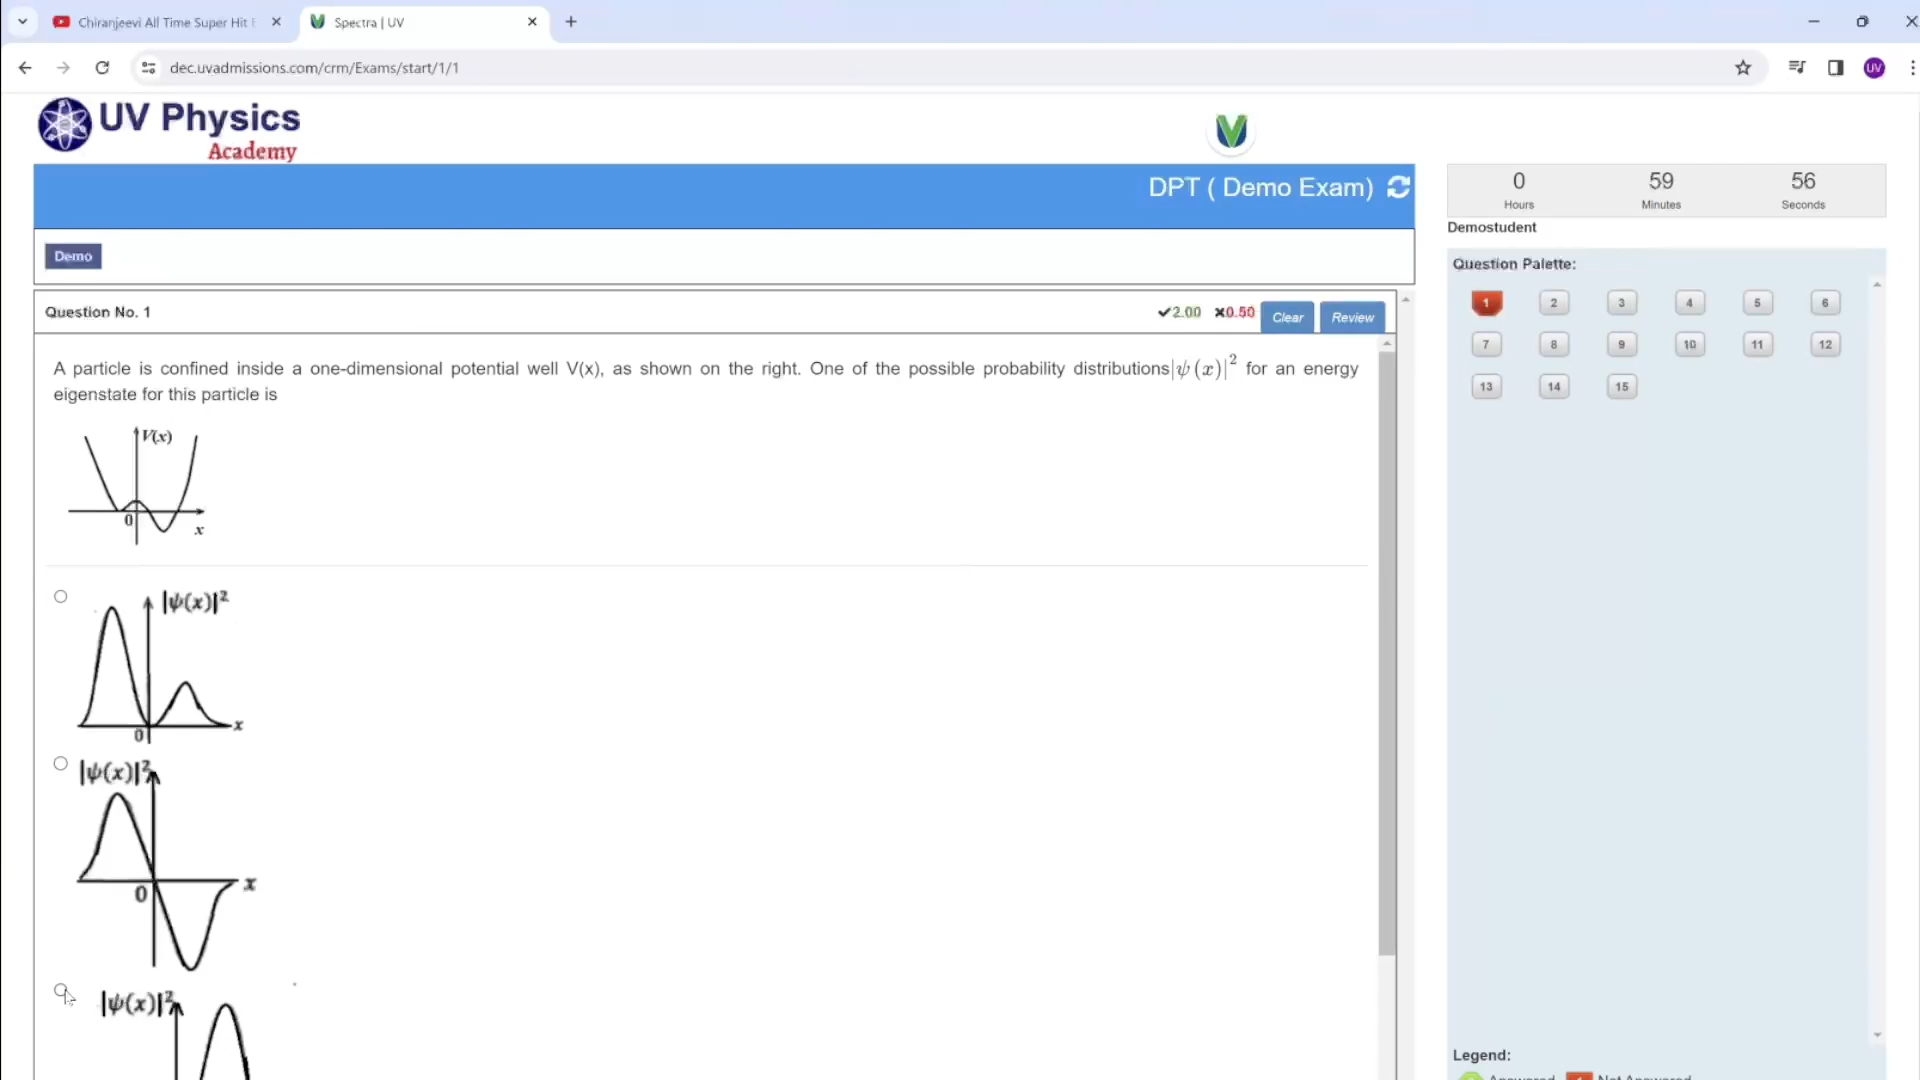 Chiranjeevi All Time Super Hit
Spectra | UV
dec.uvadmissions.com/crm/Exams/start/1/1
UV
UV Physics
Academy
DPT ( Demo Exam)
0 59 56
Hours Minutes Seconds
Demostudent
Demo
Question Palette:
1 2 3 4 5 6
7 8 9 10 11 12
13 14 15
Question No. 1
2.00 0.50 Clear Review
A particle is confined inside a one-dimensional potential well V(x), as shown on the right. One of the possible probability distributions|ψ(x)|² for an energy
eigenstate for this particle is
V(x)
0
x
|ψ(x)|²
x
0
|ψ(x)|²
0
x
|ψ(x)|²
Legend:
Answered Not Answered